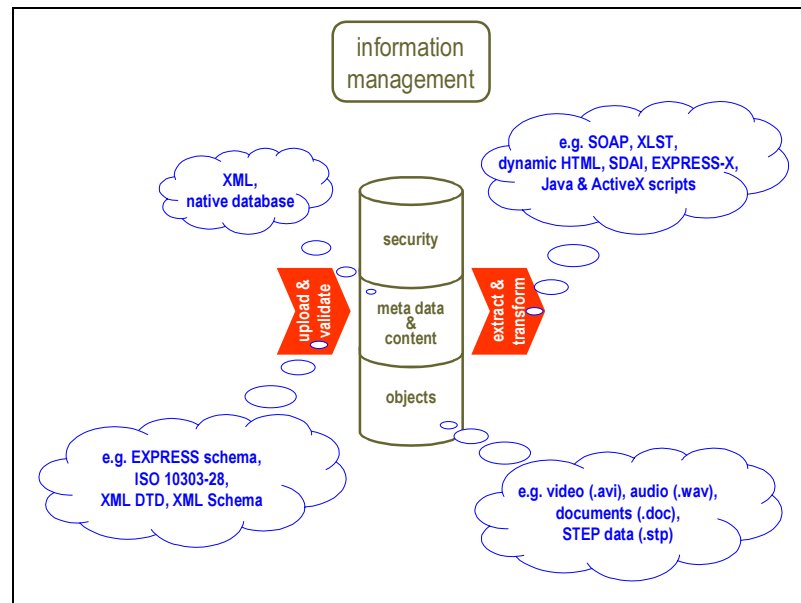 information
management
e.g. SOAP, XLST,
dynamic HTML, SDAI, EXPRESS-X,
Java & ActiveX scripts
XML,
native database
security
upload &
validate
meta data
&
content
extract &
transform
objects
e.g. EXPRESS schema,
ISO 10303-28,
XML DTD, XML Schema
e.g. video (.avi), audio (.wav),
documents (.doc),
STEP data (.stp)